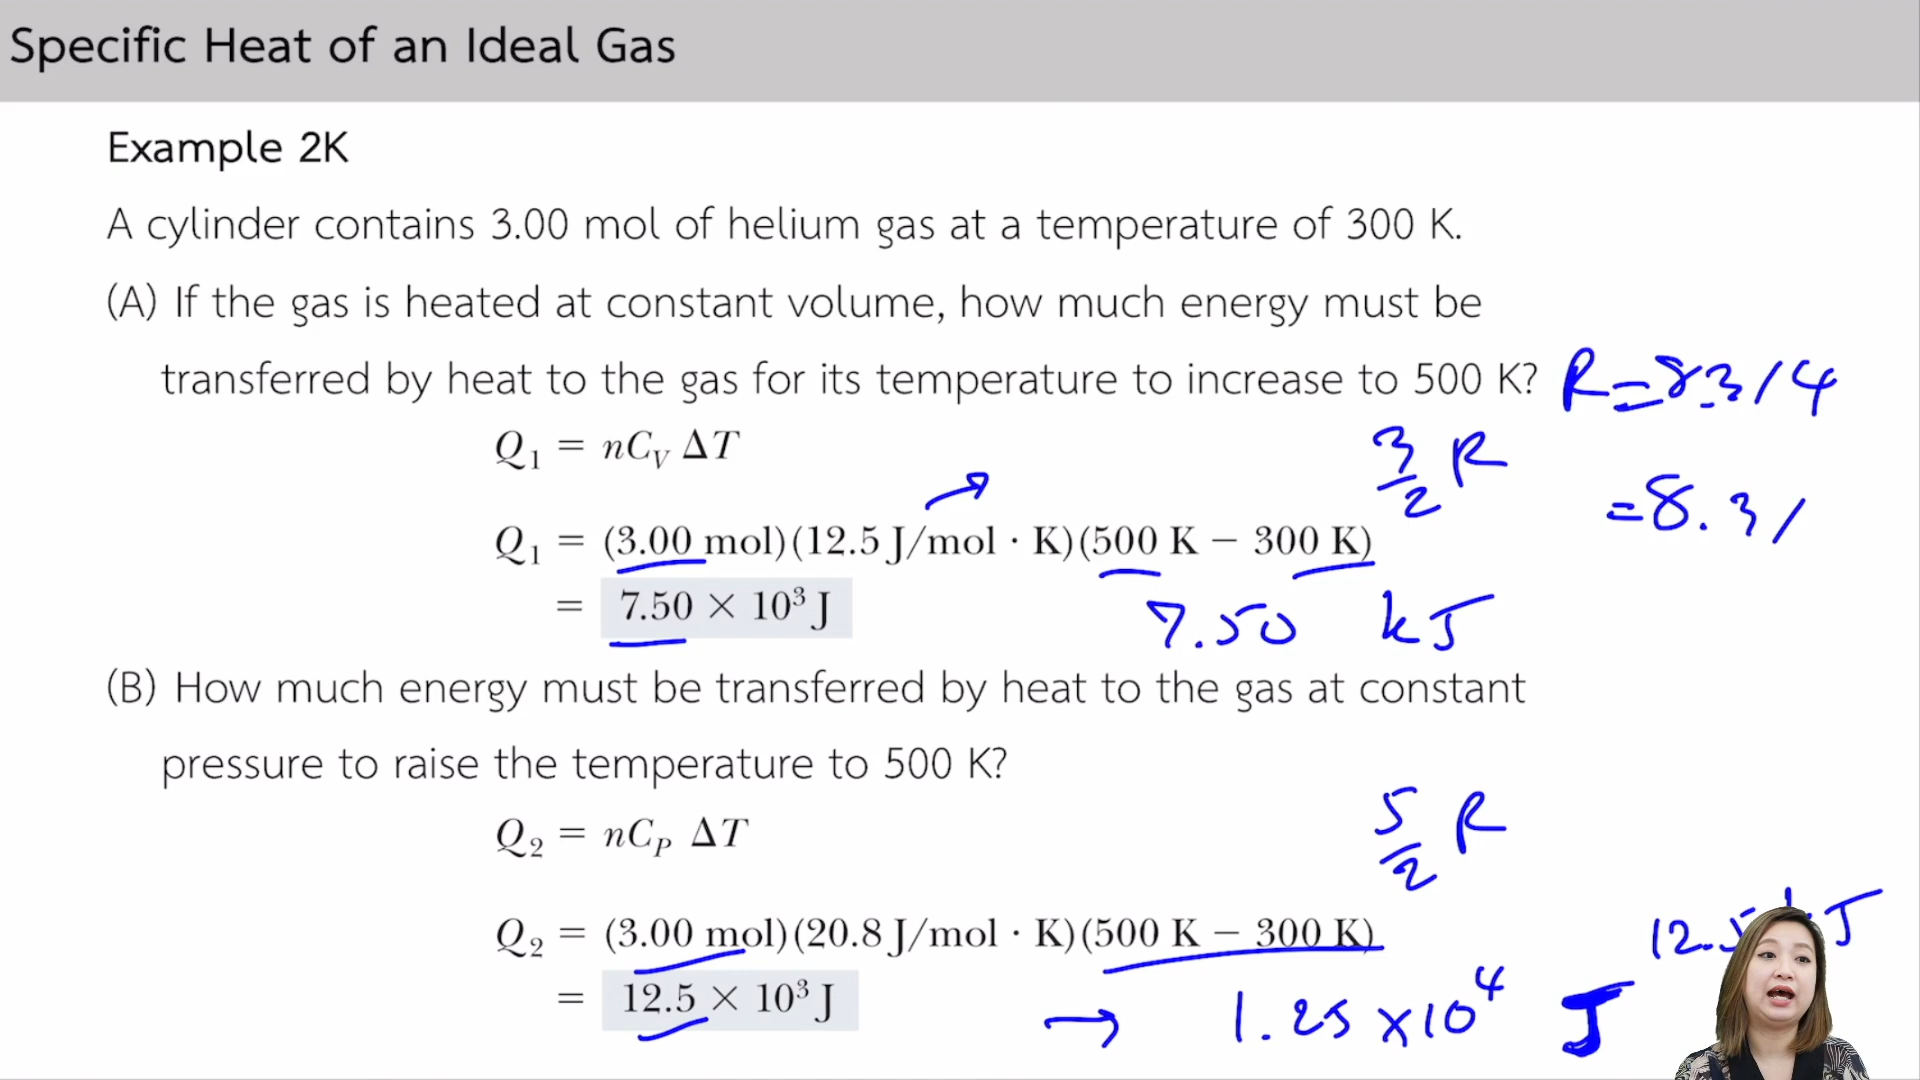 Specific Heat of an Ideal Gas
Example 2K
A cylinder contains 3.00 mol of helium gas at a temperature of 300 K.
(A) If the gas is heated at constant volume, how much energy must be
transferred by heat to the gas for its temperature to increase to 500 K? R=8.314
Q₁ = nC_V ΔT
3/2 R
=8.31
Q₁ = (3.00 mol)(12.5 J/mol · K)(500 K − 300 K)
= 7.50 × 10³ J
7.50 kJ
(B) How much energy must be transferred by heat to the gas at constant
pressure to raise the temperature to 500 K?
Q₂ = nC_P ΔT
5/2 R
Q₂ = (3.00 mol)(20.8 J/mol · K)(500 K − 300 K)
= 12.5 × 10³ J
→ 1.25 ×10⁴ J